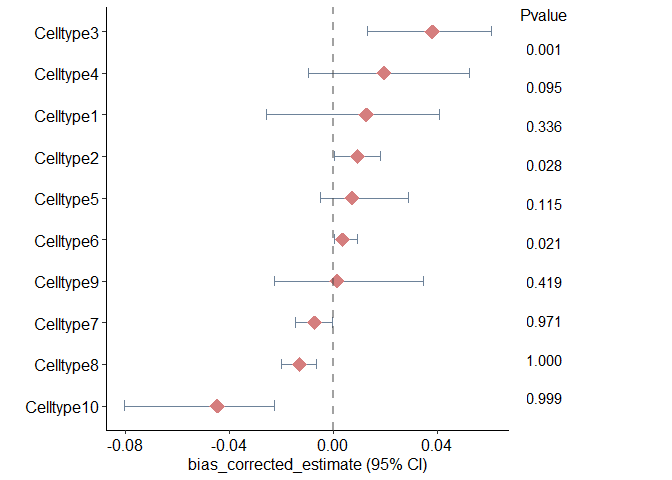 Pvalue
Celltype3
0.001
Celltype4
0.095
Celltype1
0.336
Celltype2
0.028
Celltype5
0.115
Celltype6
0.021
Celltype9
0.419
Celltype7
0.971
Celltype8
1.000
Celltype10
0.999
-0.08 -0.04 0.00 0.04
bias_corrected_estimate (95% CI)